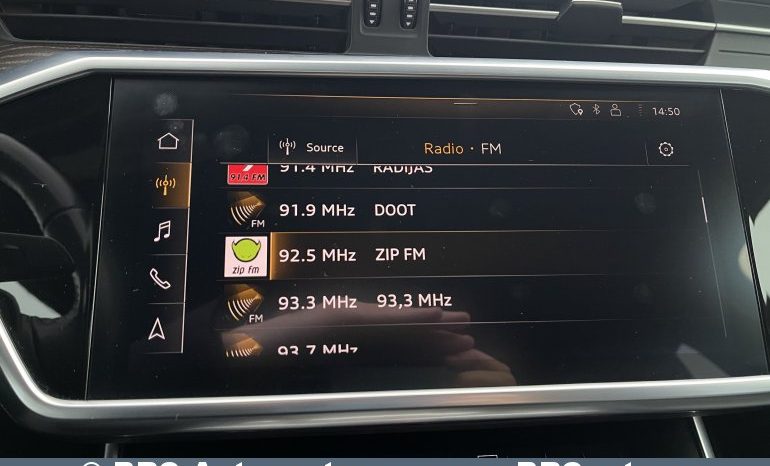 14:50
Source
Radio · FM
91.4 FM 91.4 MHz RADIJAS
FM 91.9 MHz DOOT
zip fm 92.5 MHz ZIP FM
FM 93.3 MHz 93,3 MHz
93.7 MHz